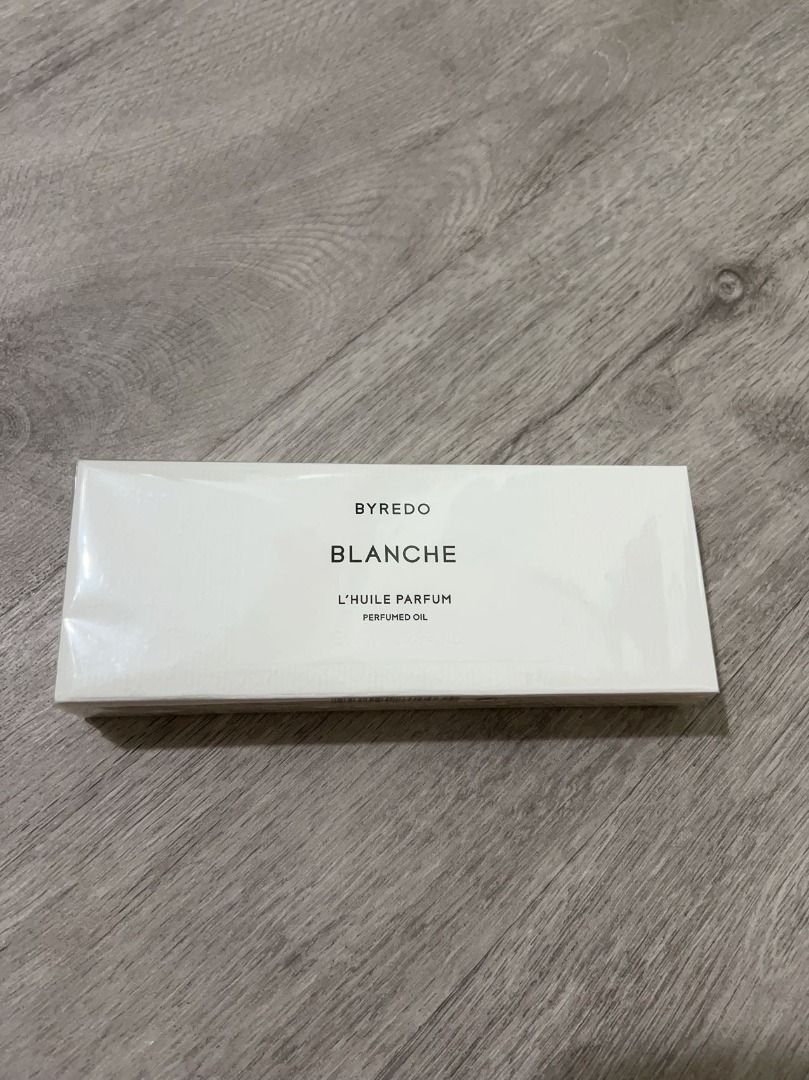 BYREDO
BLANCHE
L'HUILE PARFUM
PERFUMED OIL